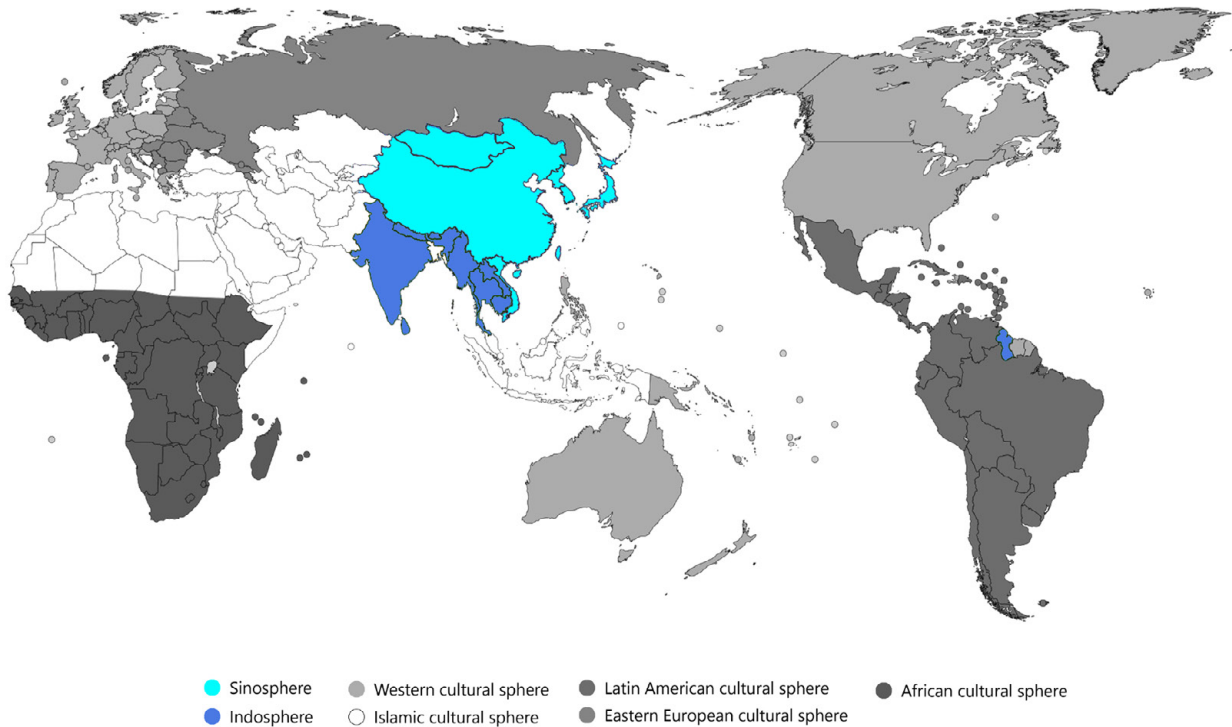 Sinosphere
Western cultural sphere
Latin American cultural sphere
African cultural sphere
Indosphere
Islamic cultural sphere
Eastern European cultural sphere